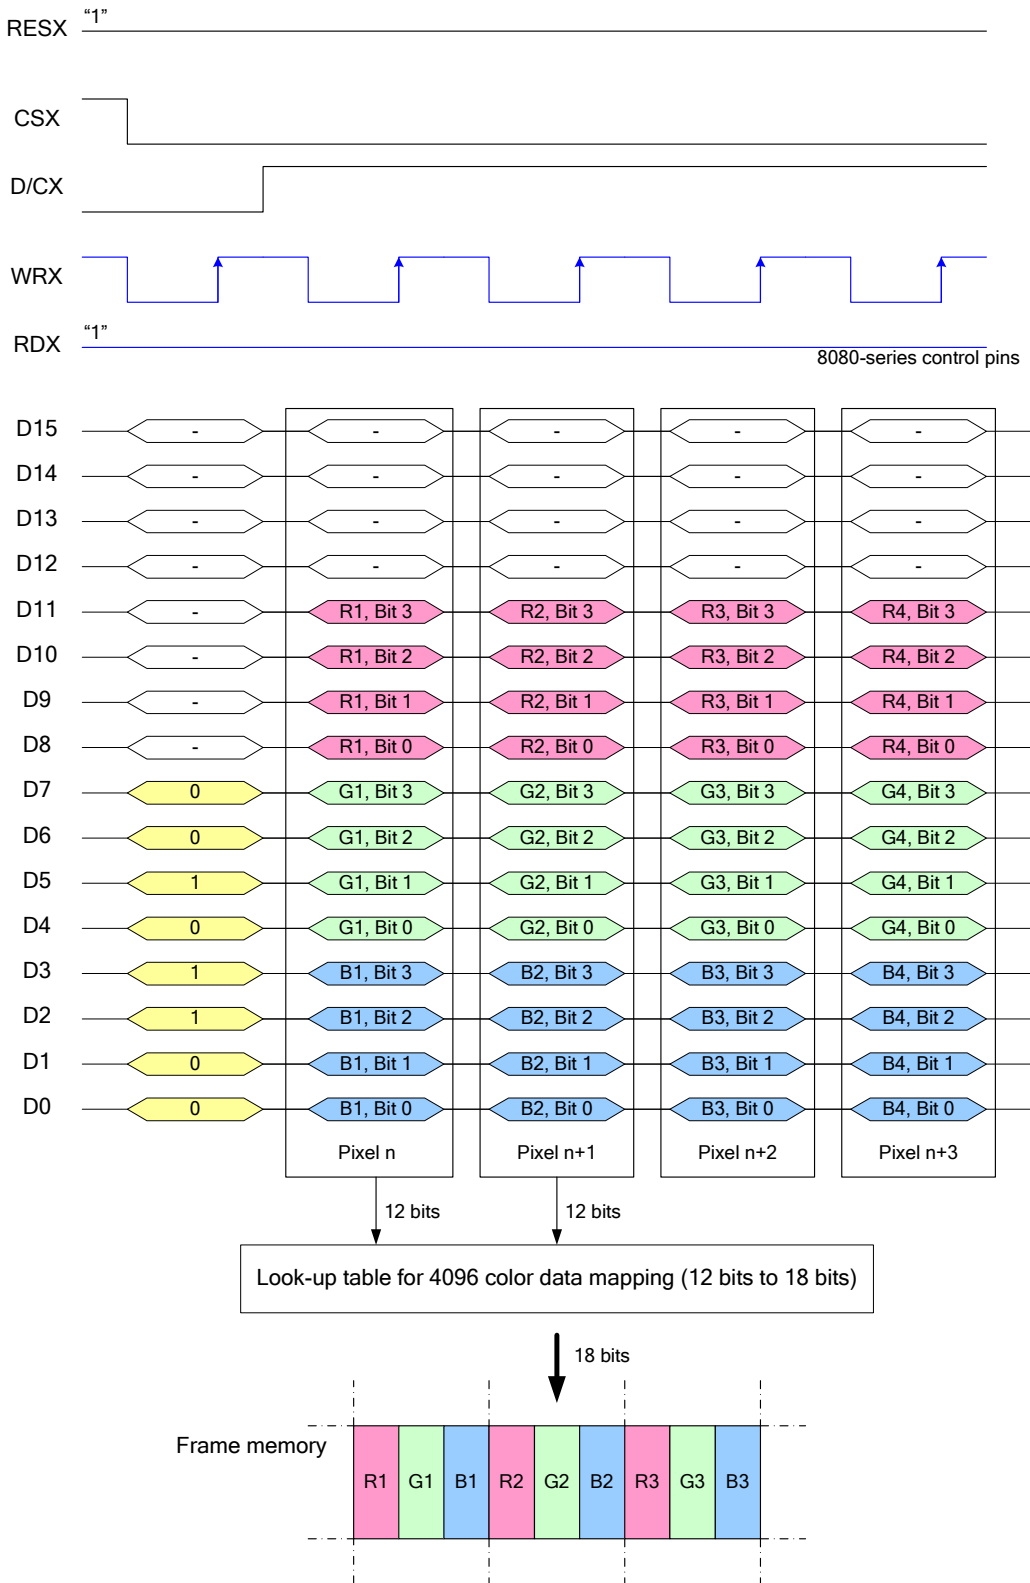 RESX "1"
CSX
D/CX
WRX
RDX "1"
8080-series control pins
D15 - - - - -
D14 - - - - -
D13 - - - - -
D12 - - - - -
D11 - R1, Bit 3 R2, Bit 3 R3, Bit 3 R4, Bit 3
D10 - R1, Bit 2 R2, Bit 2 R3, Bit 2 R4, Bit 2
D9 - R1, Bit 1 R2, Bit 1 R3, Bit 1 R4, Bit 1
D8 - R1, Bit 0 R2, Bit 0 R3, Bit 0 R4, Bit 0
D7 0 G1, Bit 3 G2, Bit 3 G3, Bit 3 G4, Bit 3
D6 0 G1, Bit 2 G2, Bit 2 G3, Bit 2 G4, Bit 2
D5 1 G1, Bit 1 G2, Bit 1 G3, Bit 1 G4, Bit 1
D4 0 G1, Bit 0 G2, Bit 0 G3, Bit 0 G4, Bit 0
D3 1 B1, Bit 3 B2, Bit 3 B3, Bit 3 B4, Bit 3
D2 1 B1, Bit 2 B2, Bit 2 B3, Bit 2 B4, Bit 2
D1 0 B1, Bit 1 B2, Bit 1 B3, Bit 1 B4, Bit 1
D0 0 B1, Bit 0 B2, Bit 0 B3, Bit 0 B4, Bit 0
Pixel n Pixel n+1 Pixel n+2 Pixel n+3
12 bits 12 bits
Look-up table for 4096 color data mapping (12 bits to 18 bits)
18 bits
Frame memory
R1 G1 B1 R2 G2 B2 R3 G3 B3